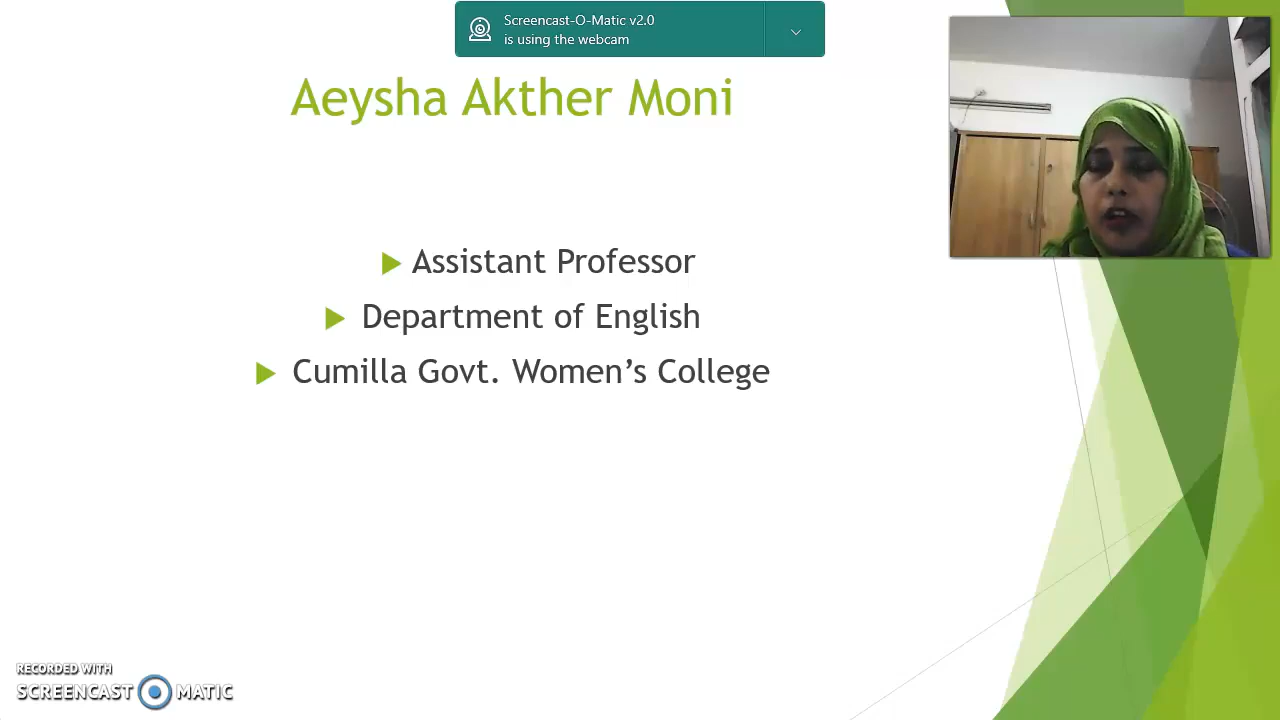 Screencast-O-Matic v2.0
is using the webcam
Aeysha Akther Moni
Assistant Professor
Department of English
Cumilla Govt. Women’s College
RECORDED WITH
SCREENCAST MATIC